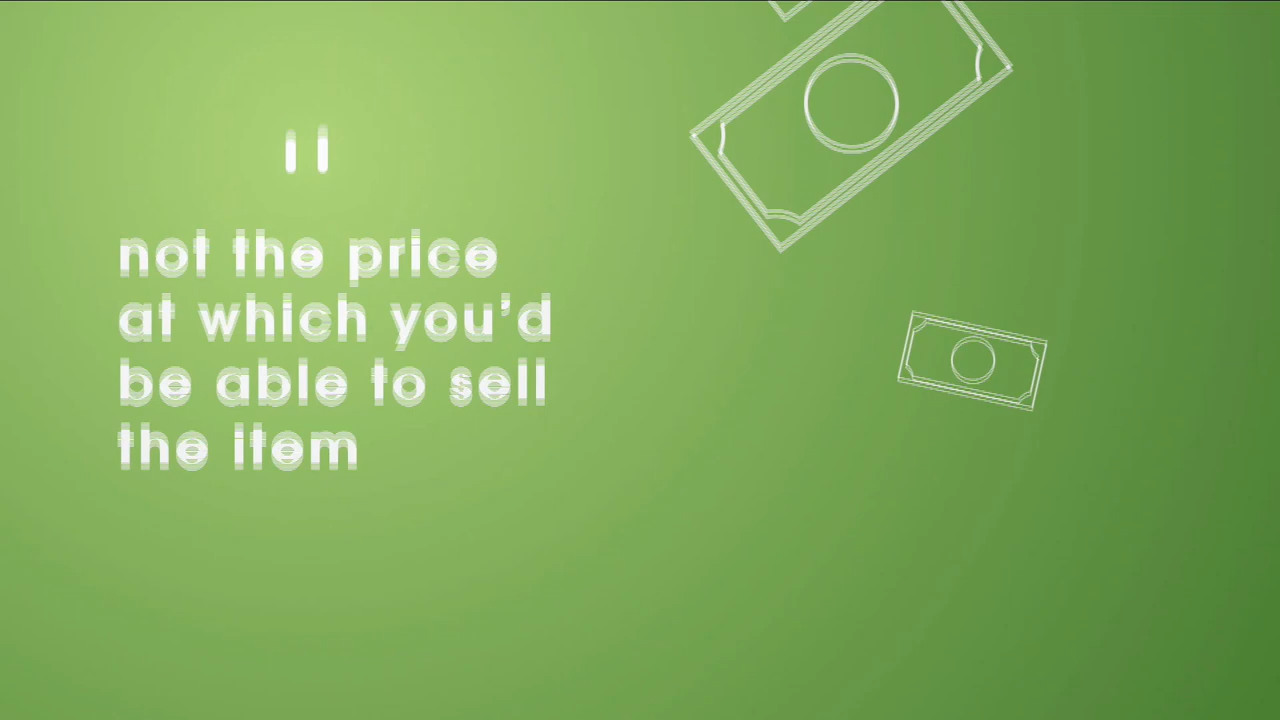 "
not the price
at which you’d
be able to sell
the item